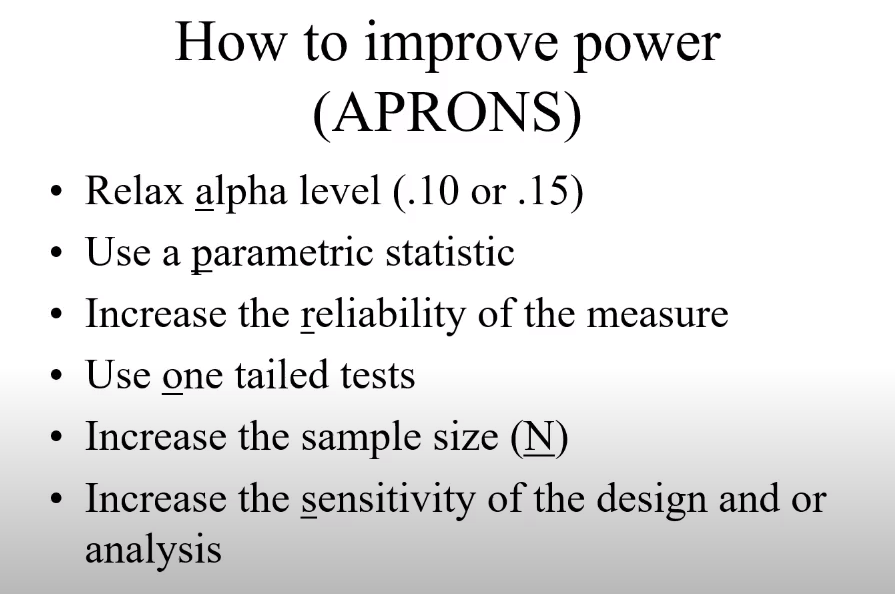 How to improve power
(APRONS)
• Relax alpha level (.10 or .15)
• Use a parametric statistic
• Increase the reliability of the measure
• Use one tailed tests
• Increase the sample size (N)
• Increase the sensitivity of the design and or
analysis